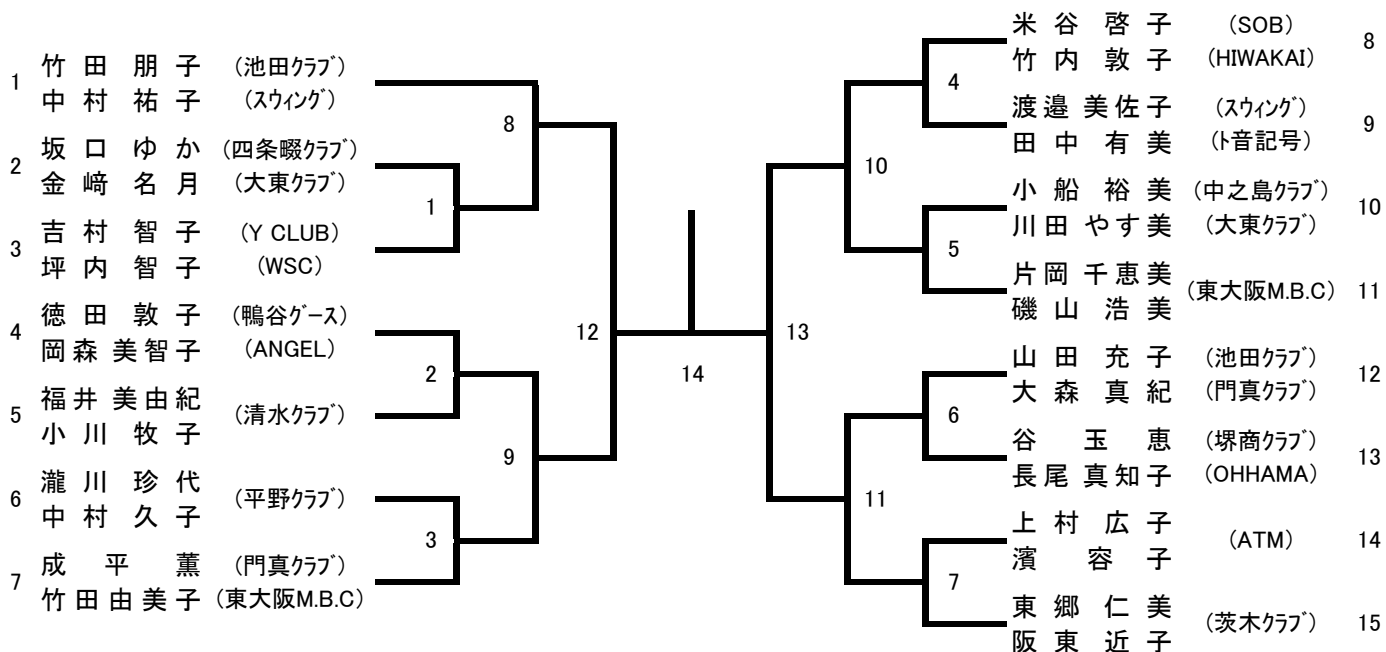 1
竹田 朋子 (池田クラブ)
中村 祐子 (スウィング)
2
坂口 ゆか (四条畷クラブ)
金﨑 名月 (大東クラブ)
3
吉村 智子 (Y CLUB)
坪内 智子 (WSC)
4
徳田 敦子 (鴨谷グース)
岡森 美智子 (ANGEL)
5
福井 美由紀
小川 牧子
(清水クラブ)
6
瀧川 珍代
中村 久子
(平野クラブ)
7
成平 薫 (門真クラブ)
竹田 由美子 (東大阪M.B.C)
8
1
2
9
3
12
14
13
10
4
5
11
6
7
米谷 啓子 (SOB)
竹内 敦子 (HIWAKAI)
8
渡邉 美佐子 (スウィング)
田中 有美 (ト音記号)
9
小船 裕美 (中之島クラブ)
川田 やす美 (大東クラブ)
10
片岡 千恵美
磯山 浩美
(東大阪M.B.C)
11
山田 充子 (池田クラブ)
大森 真紀 (門真クラブ)
12
谷 玉恵 (堺商クラブ)
長尾 真知子 (OHHAMA)
13
上村 広子
濱 容子
(ATM)
14
東郷 仁美
阪東 近子
(茨木クラブ)
15